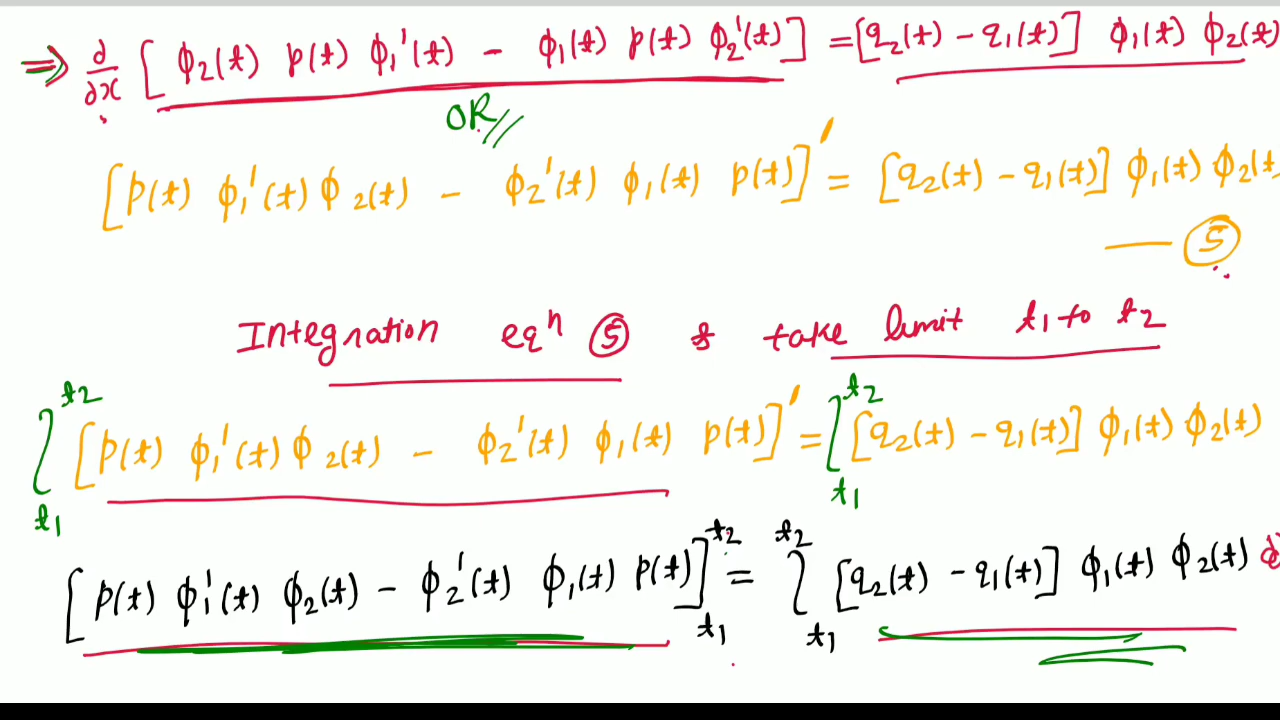 ⇒ d/dx [ ϕ₂(t) p(t) ϕ₁'(t) − ϕ₁(t) p(t) ϕ₂'(t) ] = [q₂(t) − q₁(t)] ϕ₁(t) ϕ₂(t)
OR//
[p(t) ϕ₁'(t) ϕ₂(t) − ϕ₂'(t) ϕ₁(t) p(t)]' = [q₂(t) − q₁(t)] ϕ₁(t) ϕ₂(t)
— ⑤
Integration eqⁿ ⑤ & take limit t₁ to t₂
∫_{t₁}^{t₂} [p(t) ϕ₁'(t) ϕ₂(t) − ϕ₂'(t) ϕ₁(t) p(t)]' = ∫_{t₁}^{t₂} [q₂(t) − q₁(t)] ϕ₁(t) ϕ₂(t)
[p(t) ϕ₁'(t) ϕ₂(t) − ϕ₂'(t) ϕ₁(t) p(t)]_{t₁}^{t₂} = ∫_{t₁}^{t₂} [q₂(t) − q₁(t)] ϕ₁(t) ϕ₂(t) d